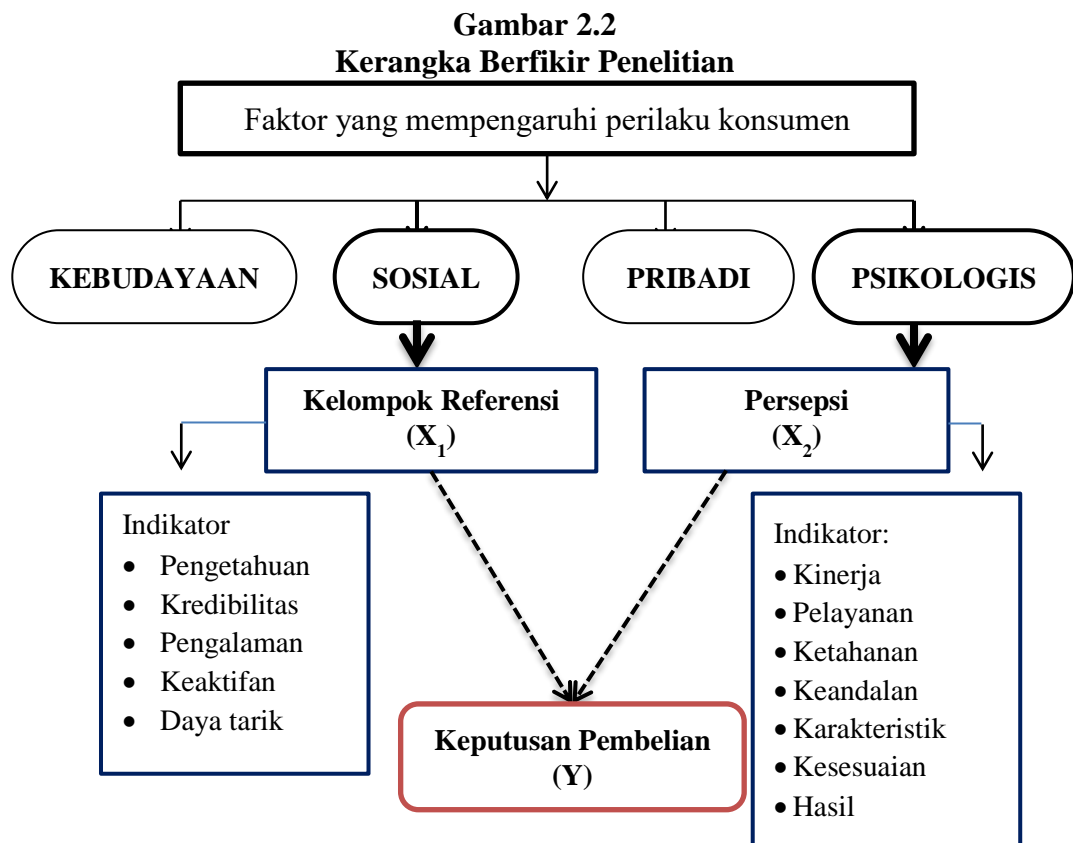 Gambar 2.2
Kerangka Berfikir Penelitian
Faktor yang mempengaruhi perilaku konsumen
KEBUDAYAAN
SOSIAL
PRIBADI
PSIKOLOGIS
Kelompok Referensi
(X₁)
Persepsi
(X₂)
Indikator
• Pengetahuan
• Kredibilitas
• Pengalaman
• Keaktifan
• Daya tarik
Indikator:
• Kinerja
• Pelayanan
• Ketahanan
• Keandalan
• Karakteristik
• Kesesuaian
• Hasil
Keputusan Pembelian
(Y)